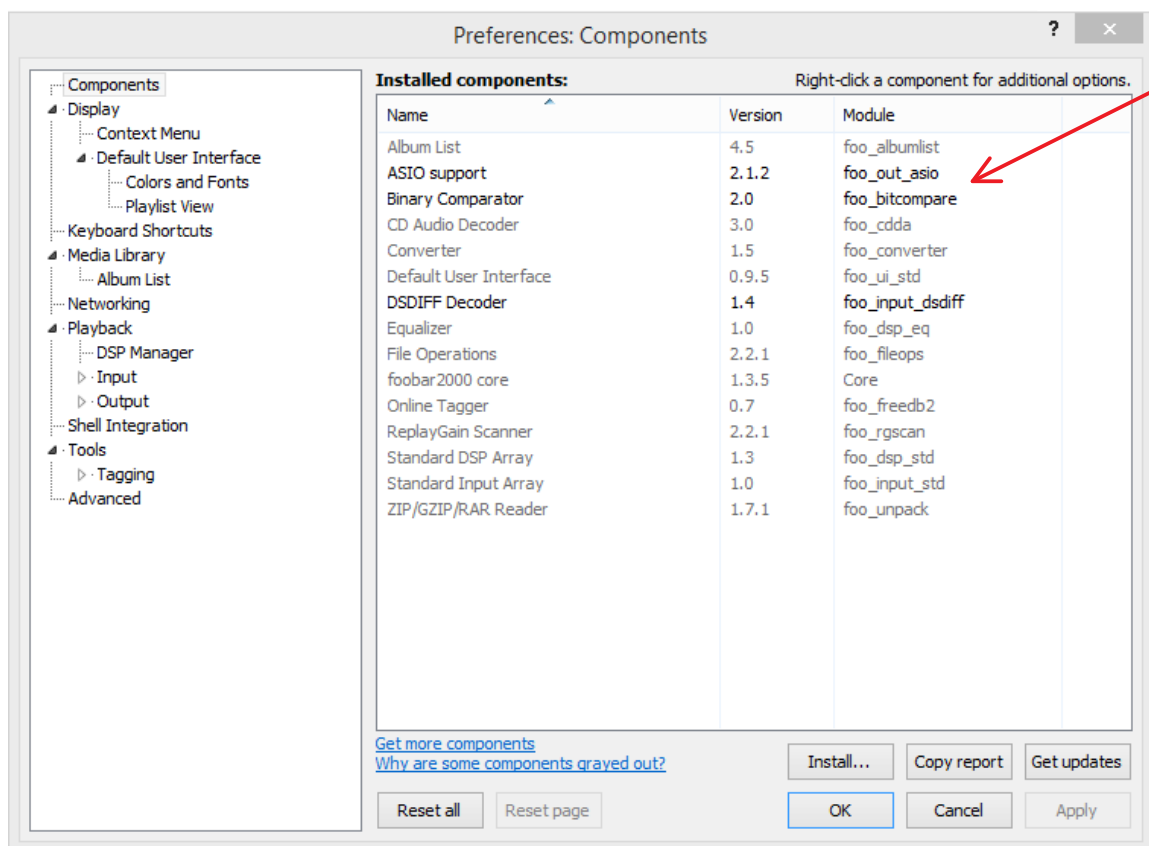 Preferences: Components
?
Components
Display
Context Menu
Default User Interface
Colors and Fonts
Playlist View
Keyboard Shortcuts
Media Library
Album List
Networking
Playback
DSP Manager
Input
Output
Shell Integration
Tools
Tagging
Advanced
Installed components: Right-click a component for additional options.
Name Version Module
Album List 4.5 foo_albumlist
ASIO support 2.1.2 foo_out_asio
Binary Comparator 2.0 foo_bitcompare
CD Audio Decoder 3.0 foo_cdda
Converter 1.5 foo_converter
Default User Interface 0.9.5 foo_ui_std
DSDIFF Decoder 1.4 foo_input_dsdiff
Equalizer 1.0 foo_dsp_eq
File Operations 2.2.1 foo_fileops
foobar2000 core 1.3.5 Core
Online Tagger 0.7 foo_freedb2
ReplayGain Scanner 2.2.1 foo_rgscan
Standard DSP Array 1.3 foo_dsp_std
Standard Input Array 1.0 foo_input_std
ZIP/GZIP/RAR Reader 1.7.1 foo_unpack
Get more components
Why are some components grayed out?
Install... Copy report Get updates
Reset all Reset page OK Cancel Apply